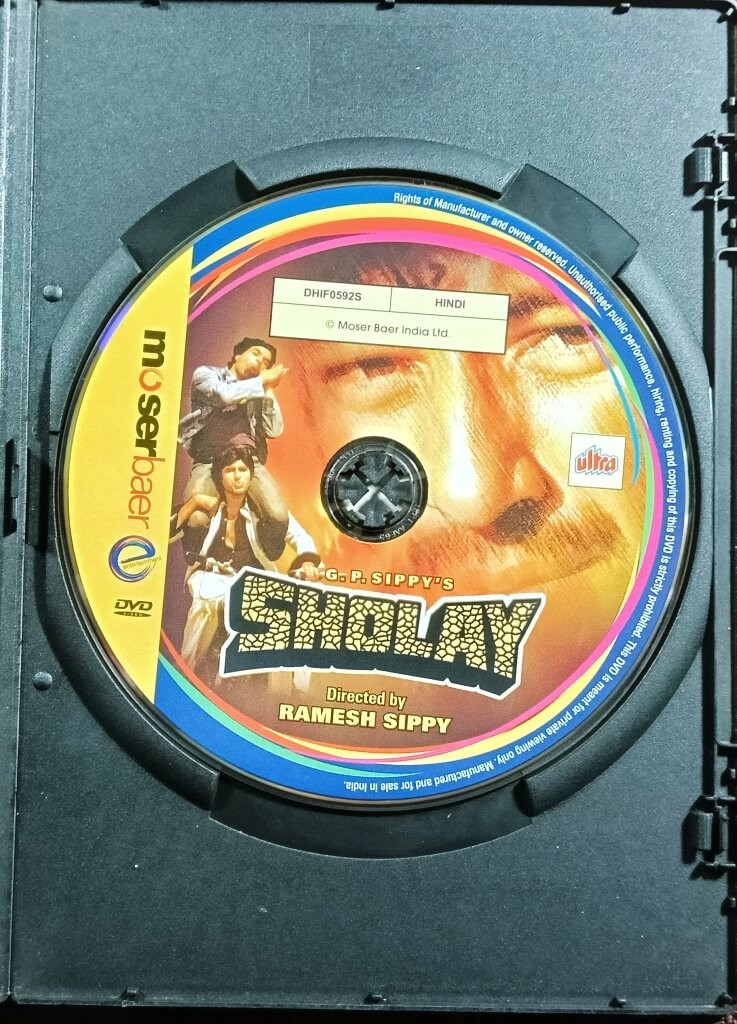 Rights of Manufacturer and owner reserved. Unauthorised public performance, hiring, renting and copying of this DVD is strictly prohibited. This DVD is meant for private viewing only. Manufactured and for sale in India.
DHIF0592S HINDI
© Moser Baer India Ltd.
moserbaer
entertainment
DVD
VIDEO
ultra
G.P. SIPPY'S
SHOLAY
Directed by
RAMESH SIPPY